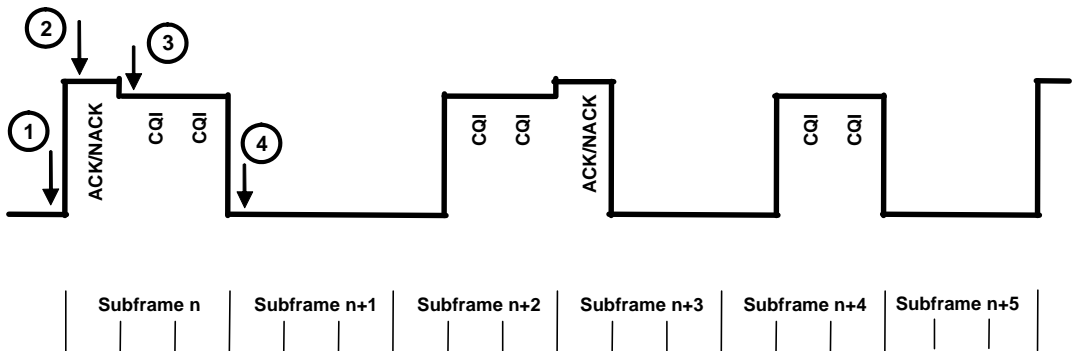 2
3
1
4
ACK/NACK
CQI
CQI
CQI
CQI
ACK/NACK
CQI
CQI
Subframe n
Subframe n+1
Subframe n+2
Subframe n+3
Subframe n+4
Subframe n+5